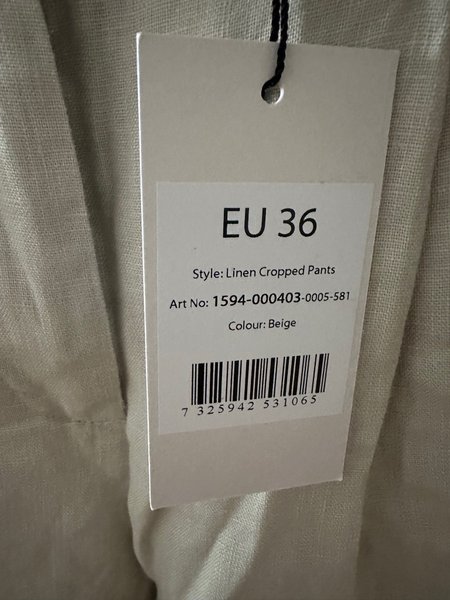 EU 36
Style: Linen Cropped Pants
Art No: 1594-000403-0005-581
Colour: Beige
7 325942 531065